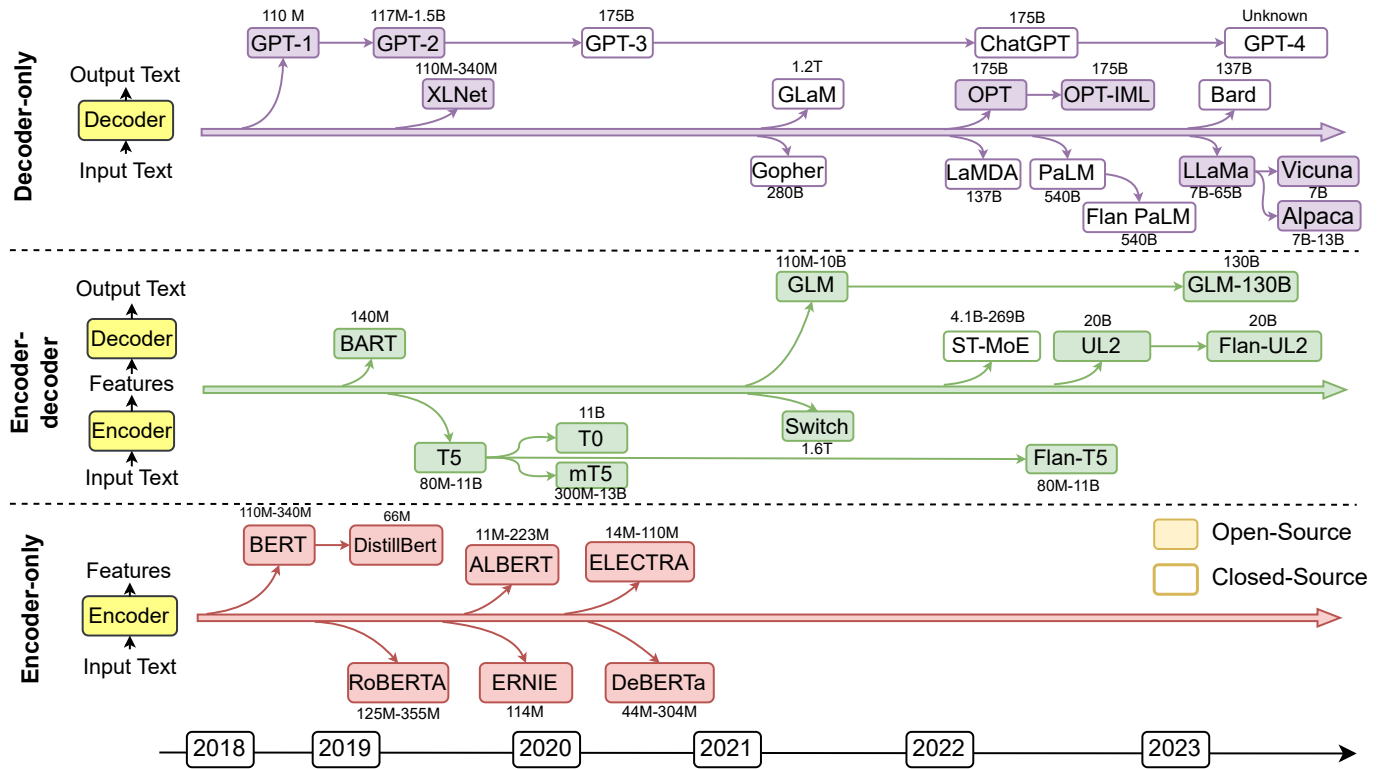 Decoder-only
Output Text
Decoder
Input Text
110 M
GPT-1
117M-1.5B
GPT-2
175B
GPT-3
175B
ChatGPT
Unknown
GPT-4
110M-340M
XLNet
1.2T
GLaM
175B
OPT
175B
OPT-IML
137B
Bard
Gopher
280B
LaMDA
137B
PaLM
540B
Flan PaLM
540B
LLaMa
7B-65B
Vicuna
7B
Alpaca
7B-13B
Encoder-
decoder
Output Text
Decoder
Features
Encoder
Input Text
110M-10B
GLM
130B
GLM-130B
140M
BART
4.1B-269B
ST-MoE
20B
UL2
20B
Flan-UL2
T5
80M-11B
11B
T0
mT5
300M-13B
Switch
1.6T
Flan-T5
80M-11B
Encoder-only
Features
Encoder
Input Text
110M-340M
BERT
66M
DistillBert
11M-223M
ALBERT
14M-110M
ELECTRA
RoBERTA
125M-355M
ERNIE
114M
DeBERTa
44M-304M
Open-Source
Closed-Source
2018
2019
2020
2021
2022
2023